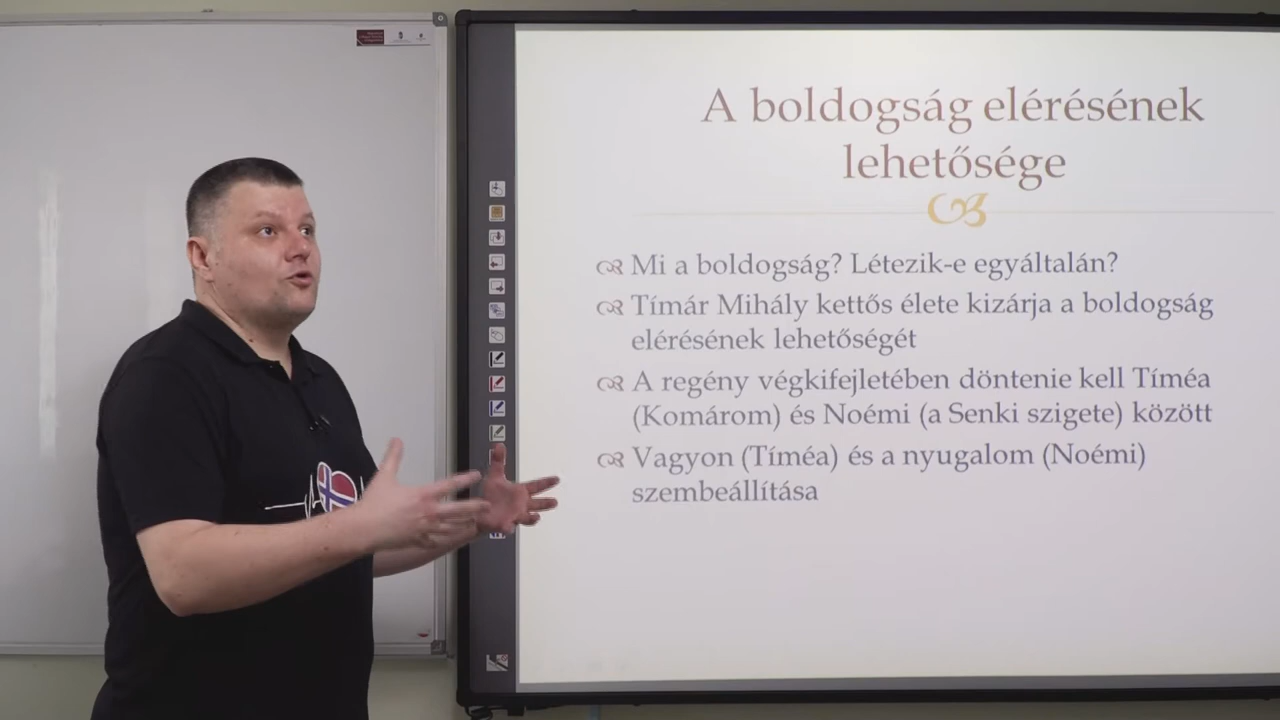 A boldogság elérésének
lehetősége
Mi a boldogság? Létezik-e egyáltalán?
Tímár Mihály kettős élete kizárja a boldogság
elérésének lehetőségét
A regény végkifejletében döntenie kell Tíméa
(Komárom) és Noémi (a Senki szigete) között
Vagyon (Tíméa) és a nyugalom (Noémi)
szembeállítása